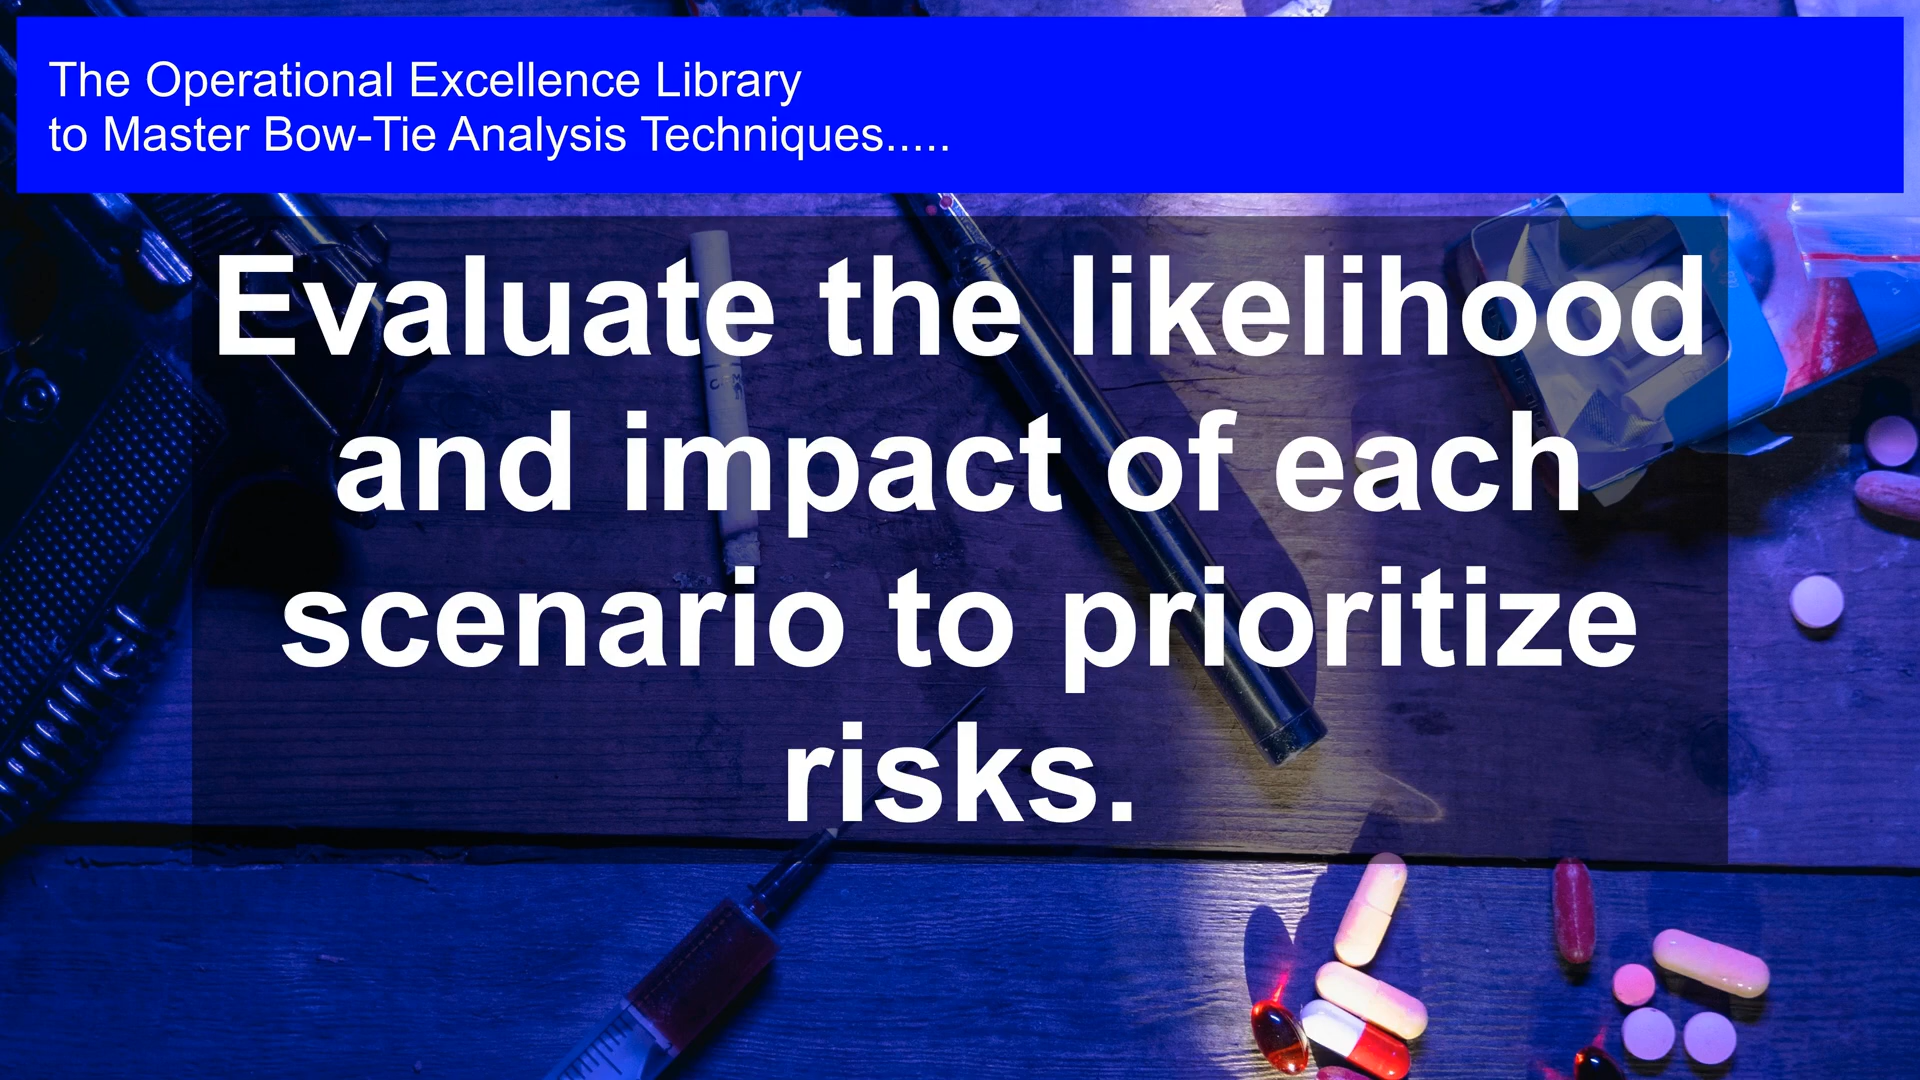 The Operational Excellence Library
to Master Bow-Tie Analysis Techniques.....
Evaluate the likelihood
and impact of each
scenario to prioritize
risks.